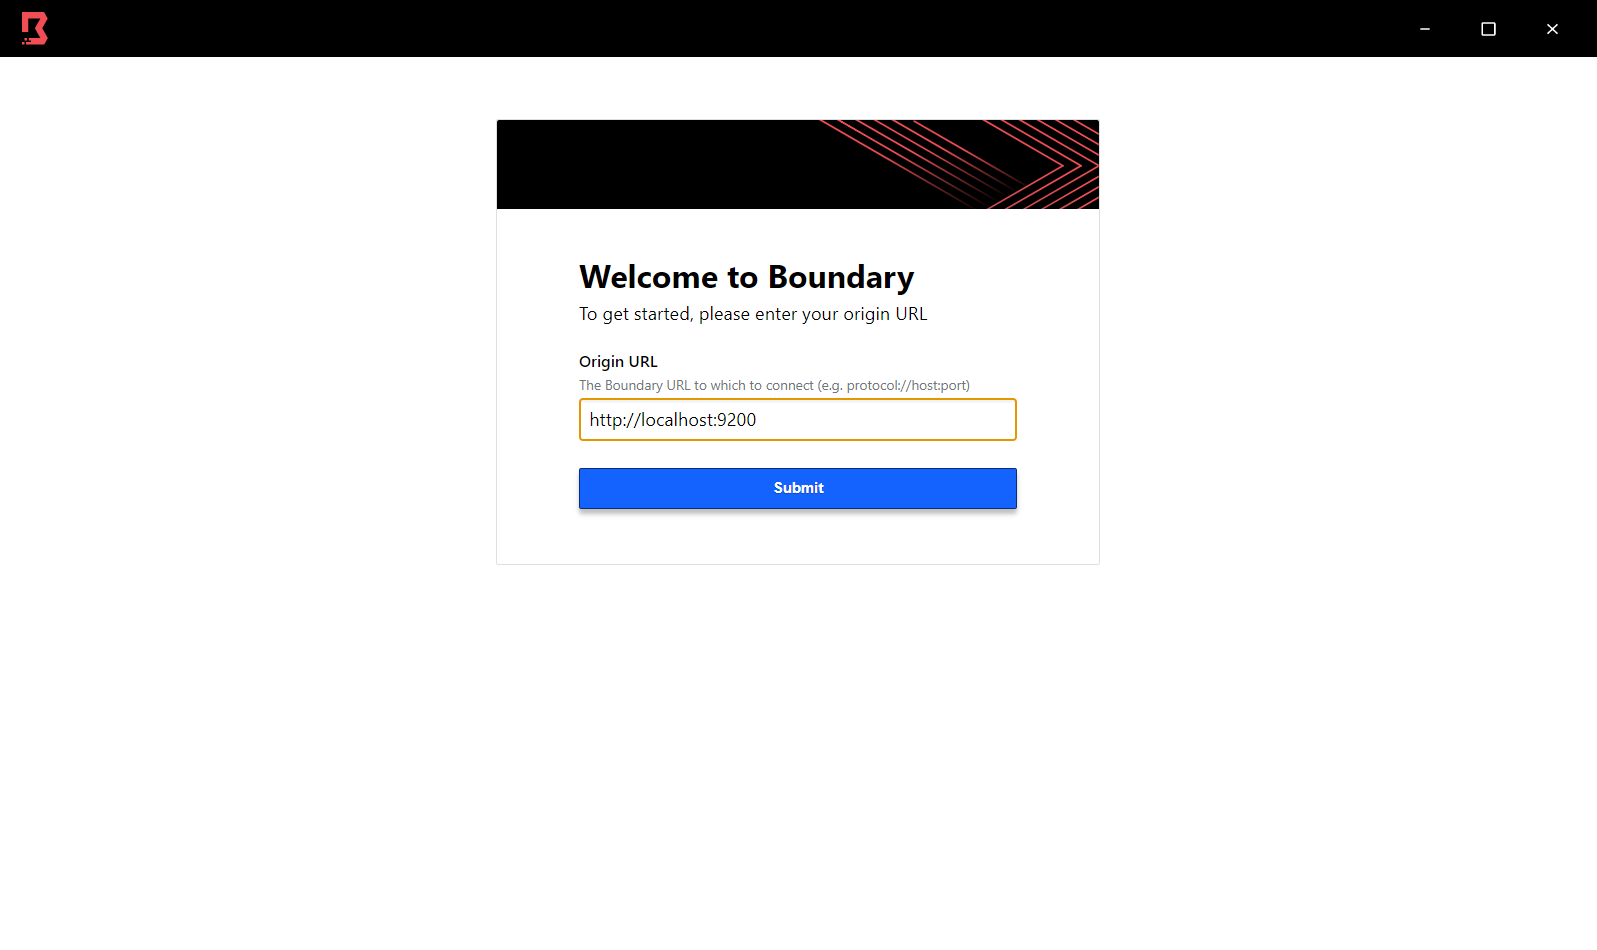 Welcome to Boundary
To get started, please enter your origin URL
Origin URL
The Boundary URL to which to connect (e.g. protocol://host:port)
http://localhost:9200
Submit